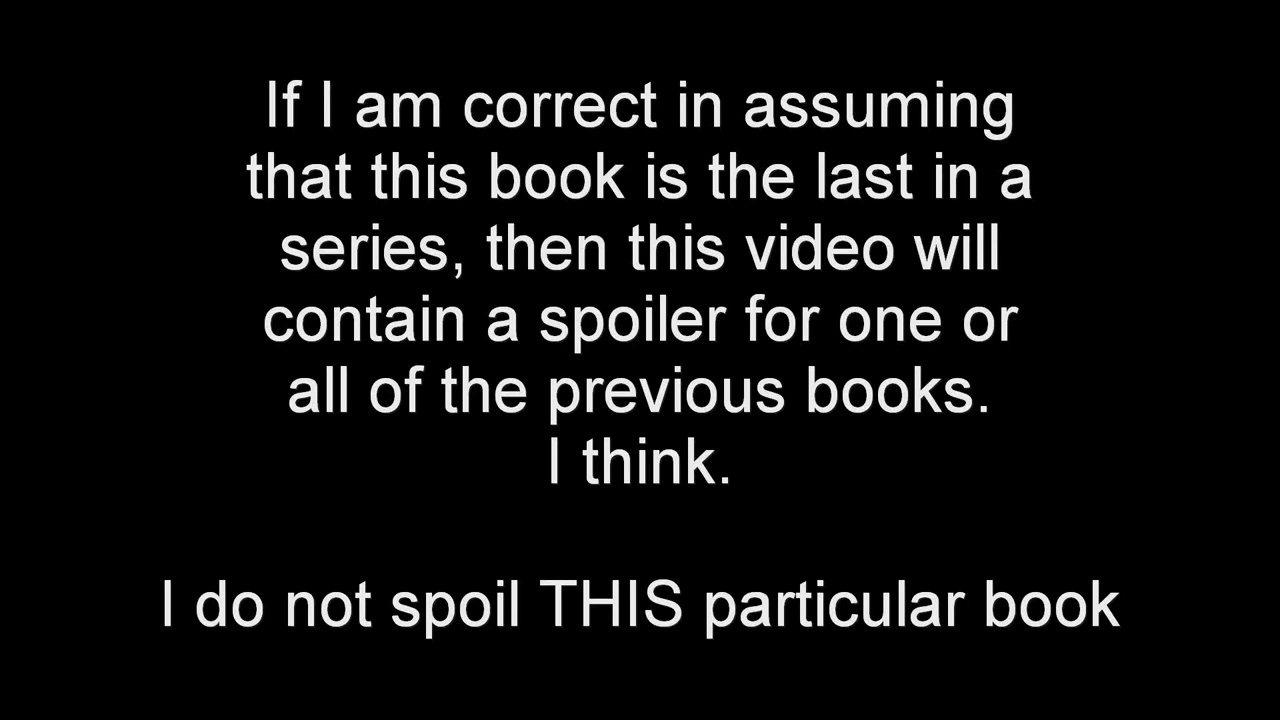 If I am correct in assuming
that this book is the last in a
series, then this video will
contain a spoiler for one or
all of the previous books.
I think.
I do not spoil THIS particular book